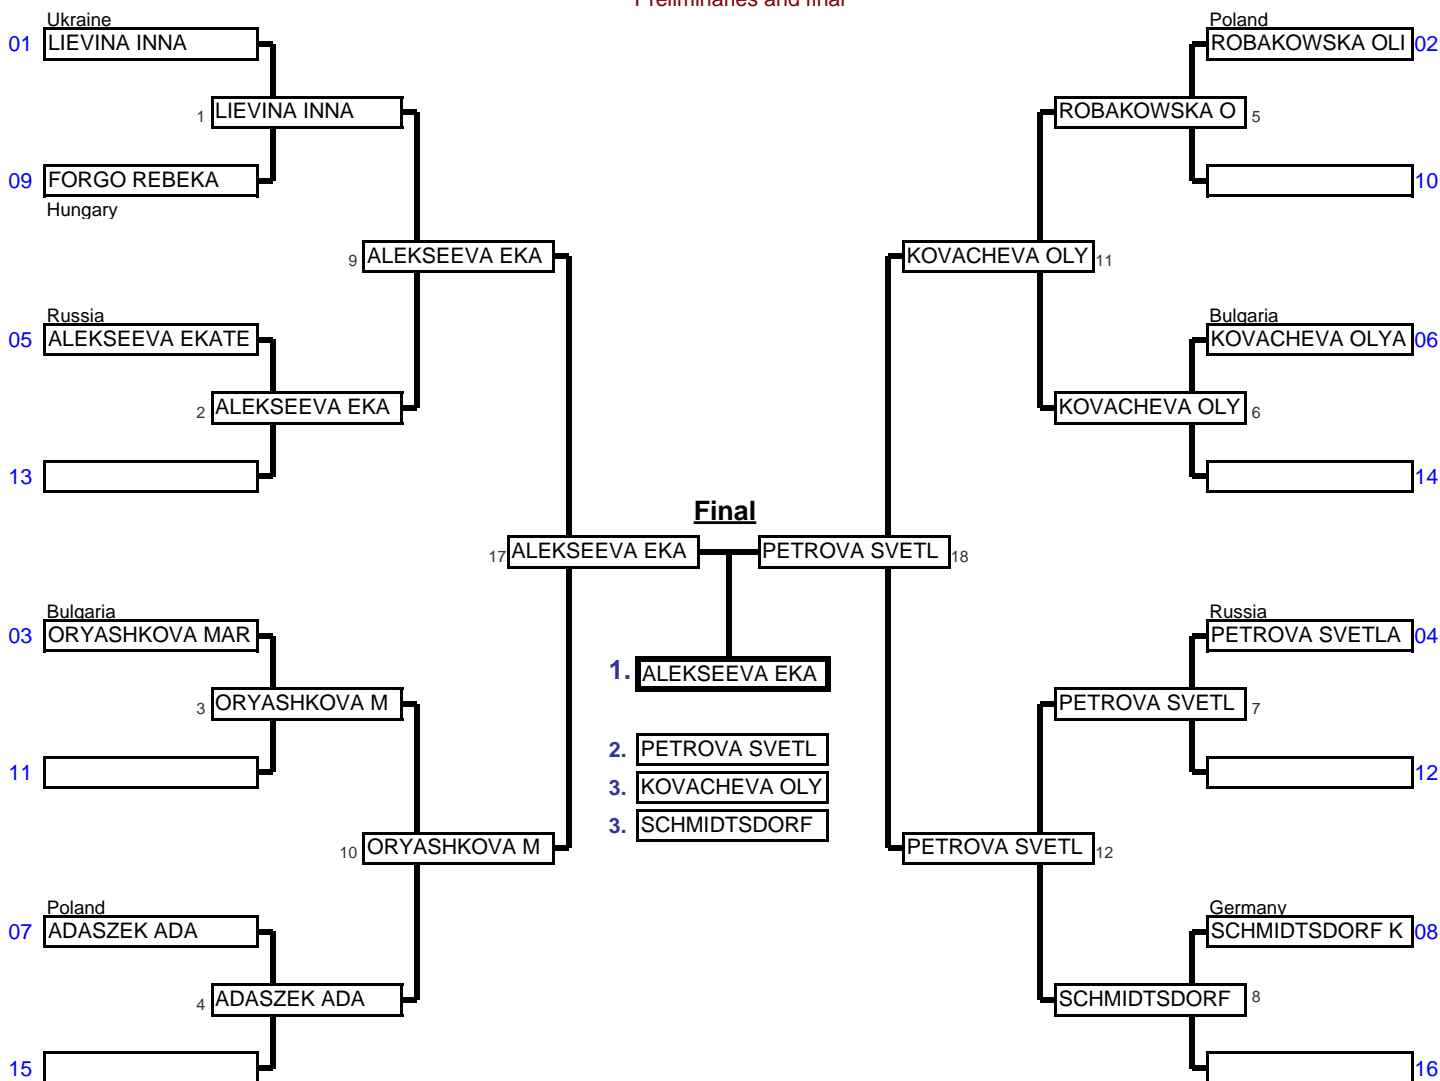 Preliminaries and final
Ukraine
01 LIEVINA INNA
1 LIEVINA INNA
09 FORGO REBEKA
Hungary
9 ALEKSEEVA EKA
Russia
05 ALEKSEEVA EKATE
2 ALEKSEEVA EKA
13
17 ALEKSEEVA EKA
Bulgaria
03 ORYASHKOVA MAR
3 ORYASHKOVA M
11
10 ORYASHKOVA M
Poland
07 ADASZEK ADA
4 ADASZEK ADA
15
Final
1. ALEKSEEVA EKA
2. PETROVA SVETL
3. KOVACHEVA OLY
3. SCHMIDTSDORF
Poland
ROBAKOWSKA OLI 02
ROBAKOWSKA O 5
10
KOVACHEVA OLY 11
Bulgaria
KOVACHEVA OLYA 06
KOVACHEVA OLY 6
14
PETROVA SVETL 18
Russia
PETROVA SVETLA 04
PETROVA SVETL 7
12
PETROVA SVETL 12
Germany
SCHMIDTSDORF K 08
SCHMIDTSDORF 8
16